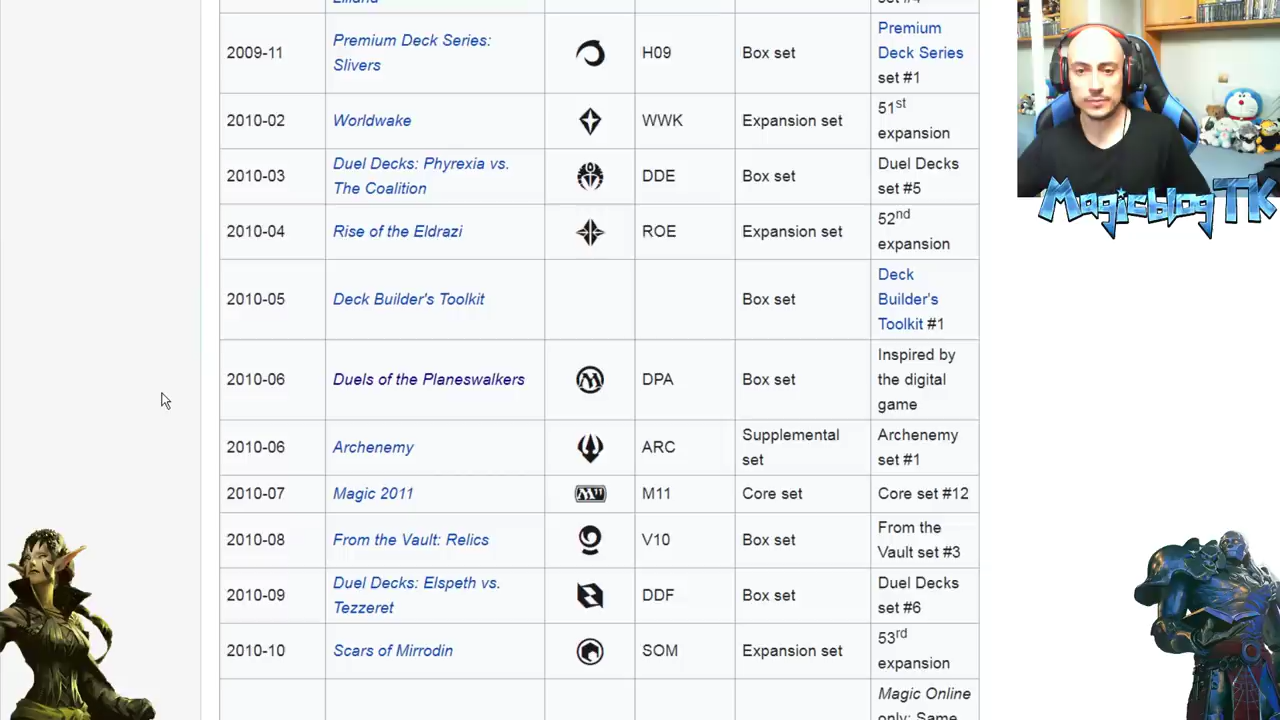 Liliana set #4
2009-11 Premium Deck Series: Slivers H09 Box set Premium Deck Series set #1
2010-02 Worldwake WWK Expansion set 51st expansion
2010-03 Duel Decks: Phyrexia vs. The Coalition DDE Box set Duel Decks set #5
2010-04 Rise of the Eldrazi ROE Expansion set 52nd expansion
2010-05 Deck Builder's Toolkit Box set Deck Builder's Toolkit #1
2010-06 Duels of the Planeswalkers DPA Box set Inspired by the digital game
2010-06 Archenemy ARC Supplemental set Archenemy set #1
2010-07 Magic 2011 M11 Core set Core set #12
2010-08 From the Vault: Relics V10 Box set From the Vault set #3
2010-09 Duel Decks: Elspeth vs. Tezzeret DDF Box set Duel Decks set #6
2010-10 Scars of Mirrodin SOM Expansion set 53rd expansion
Magic Online
only; Same
MagicblogTK